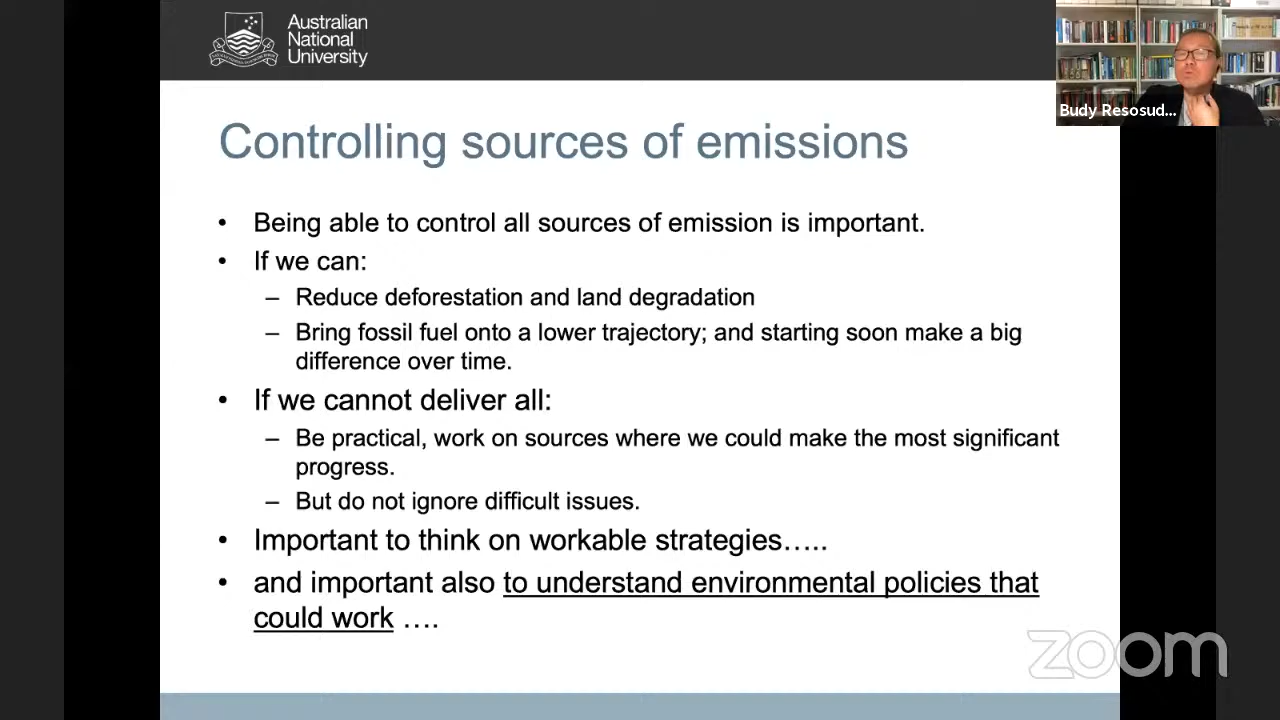 Australian
National
University
Budy Resosud...
Controlling sources of emissions
• Being able to control all sources of emission is important.
• If we can:
– Reduce deforestation and land degradation
– Bring fossil fuel onto a lower trajectory; and starting soon make a big
difference over time.
• If we cannot deliver all:
– Be practical, work on sources where we could make the most significant
progress.
– But do not ignore difficult issues.
• Important to think on workable strategies…..
• and important also to understand environmental policies that
could work ….
zoom